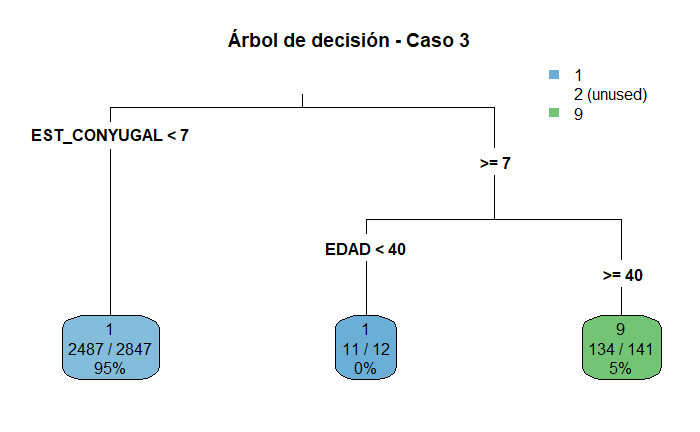 Árbol de decisión - Caso 3
1
2 (unused)
9
EST_CONYUGAL < 7
>= 7
EDAD < 40
>= 40
1
2487 / 2847
95%
1
11 / 12
0%
9
134 / 141
5%